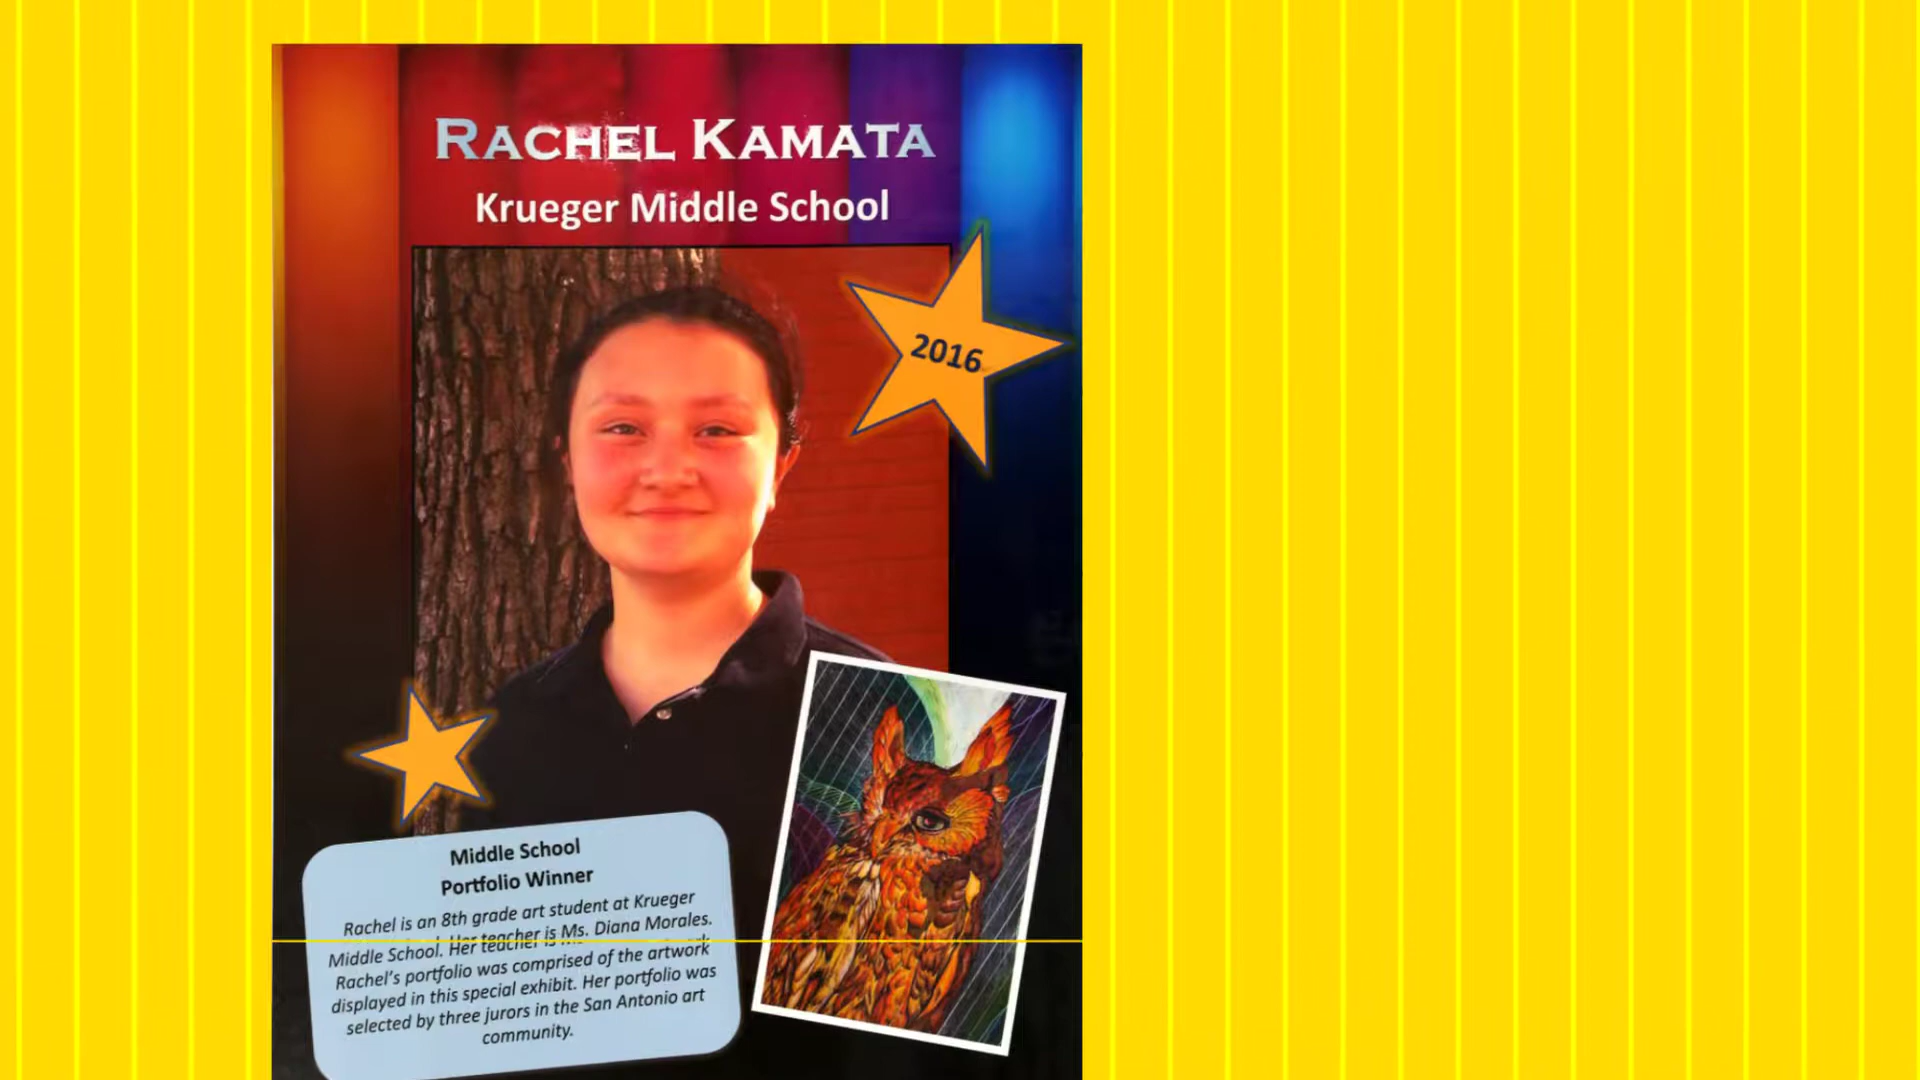 RACHEL KAMATA
Krueger Middle School
2016
Middle School
Portfolio Winner
Rachel is an 8th grade art student at Krueger
Middle School. Her teacher is Ms. Diana Morales.
Rachel's portfolio was comprised of the artwork
displayed in this special exhibit. Her portfolio was
selected by three jurors in the San Antonio art
community.